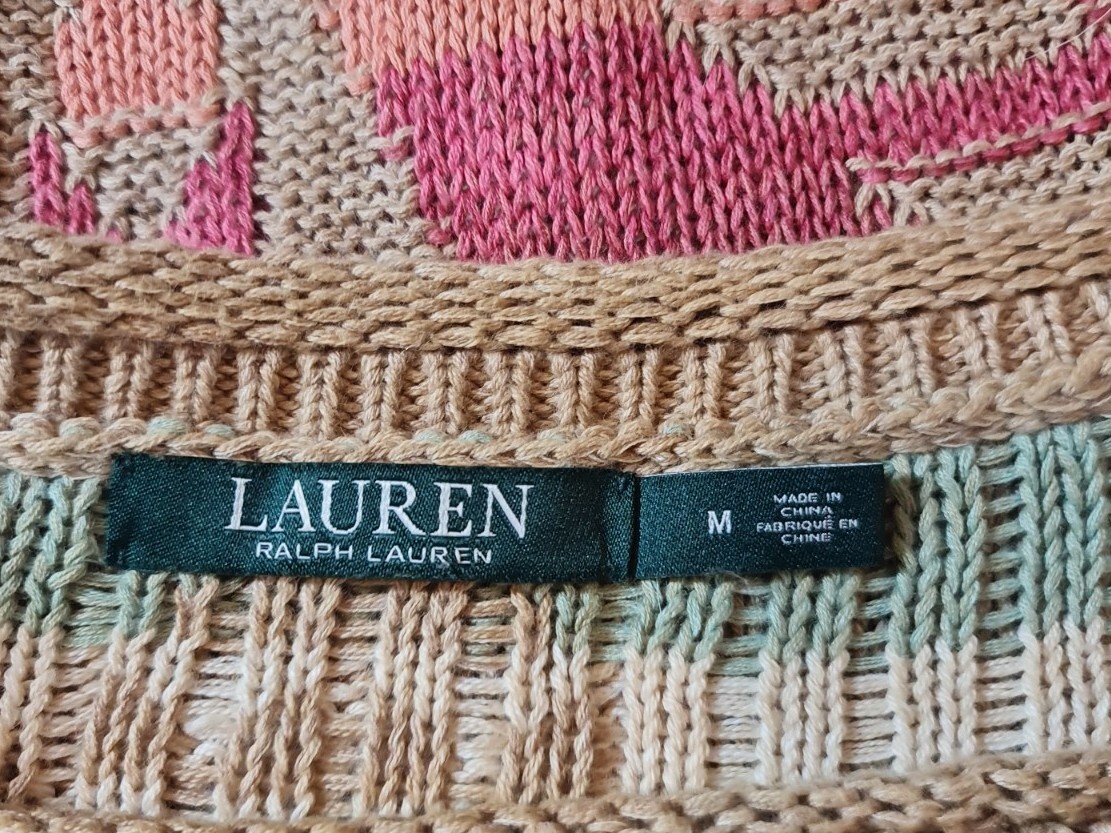 LAUREN
RALPH LAUREN
M
MADE IN
CHINA
FABRIQUÉ EN
CHINE